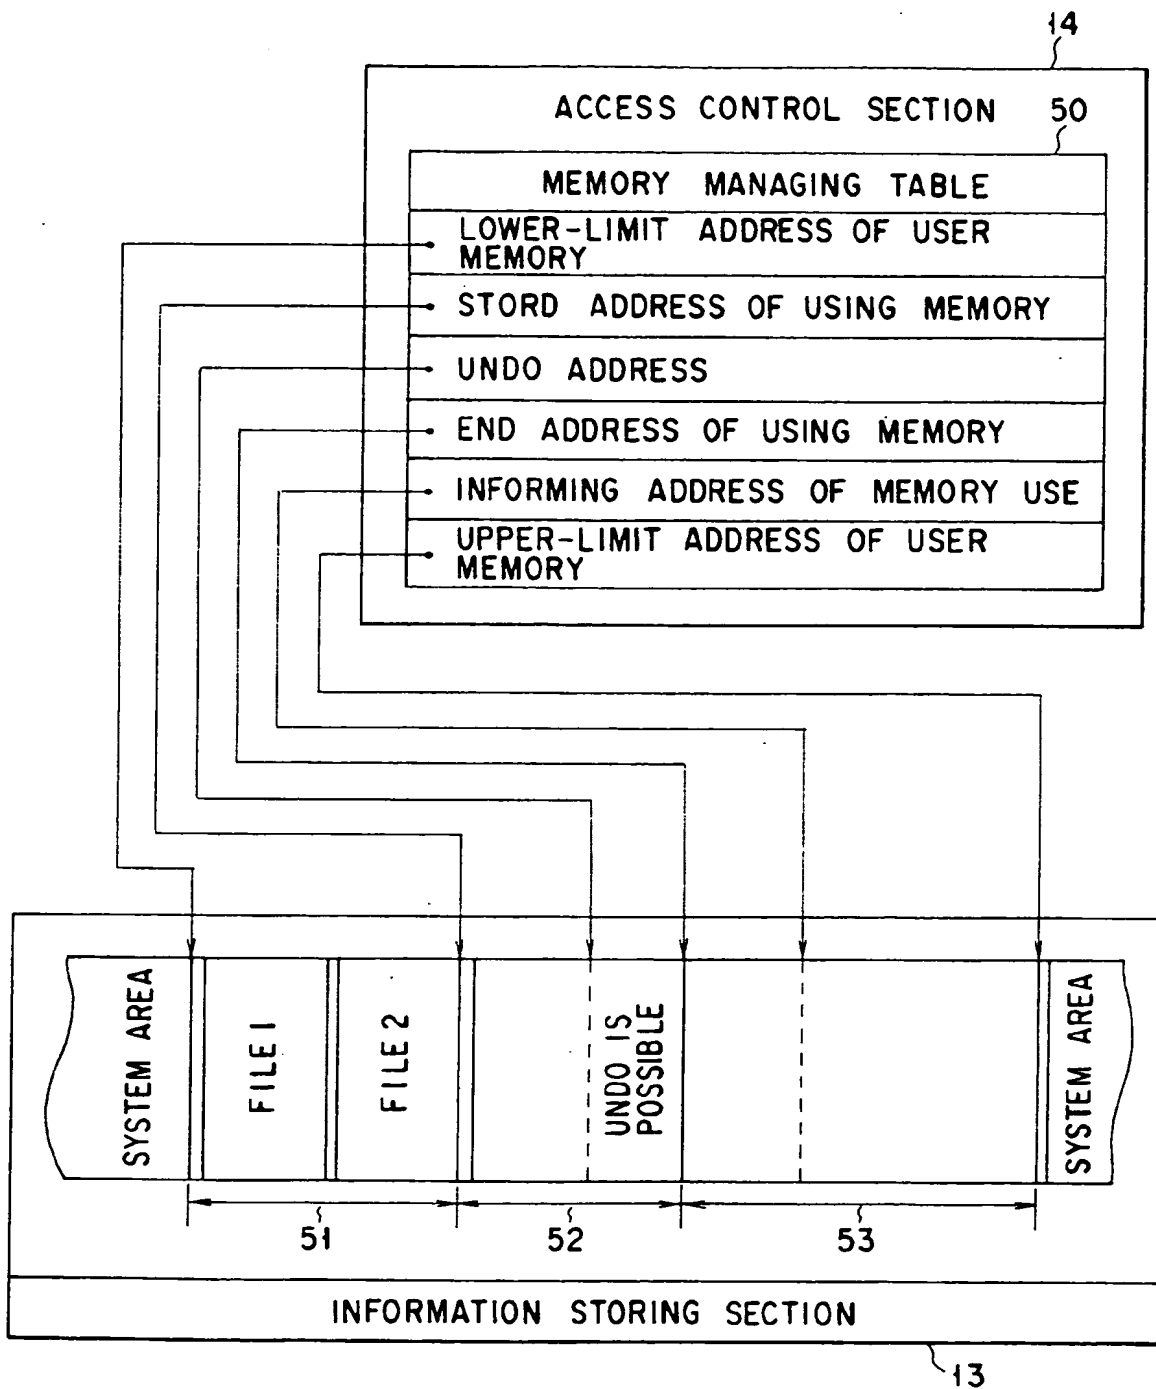 14
ACCESS CONTROL SECTION 50
MEMORY MANAGING TABLE
LOWER-LIMIT ADDRESS OF USER
MEMORY
STORD ADDRESS OF USING MEMORY
UNDO ADDRESS
END ADDRESS OF USING MEMORY
INFORMING ADDRESS OF MEMORY USE
UPPER-LIMIT ADDRESS OF USER
MEMORY
SYSTEM AREA
FILE 1
FILE 2
UNDO IS
POSSIBLE
SYSTEM AREA
51
52
53
INFORMATION STORING SECTION
13